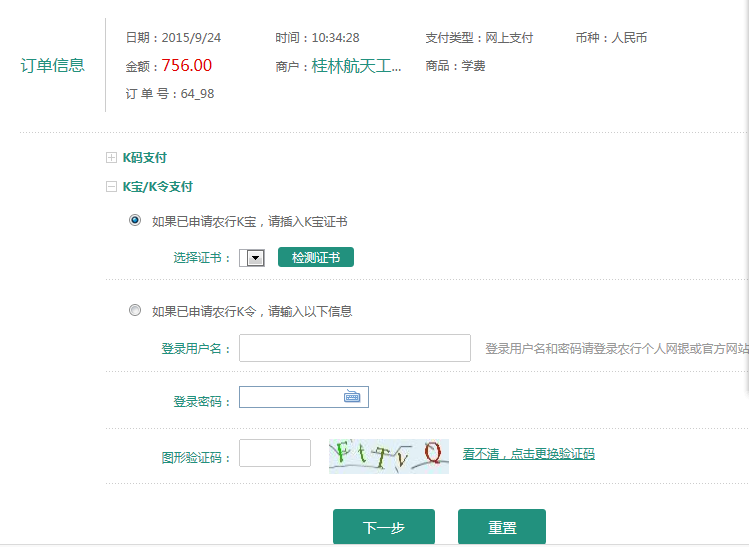 日期：2015/9/24 时间：10:34:28 支付类型：网上支付 币种：人民币
订单信息 金额：756.00 商户：桂林航天工... 商品：学费
订 单 号：64_98
K码支付
K宝/K令支付
如果已申请农行K宝，请插入K宝证书
选择证书： 检测证书
如果已申请农行K令，请输入以下信息
登录用户名： 登录用户名和密码请登录农行个人网银或官方网站
登录密码：
图形验证码： FtTvQ 看不清，点击更换验证码
下一步 重置